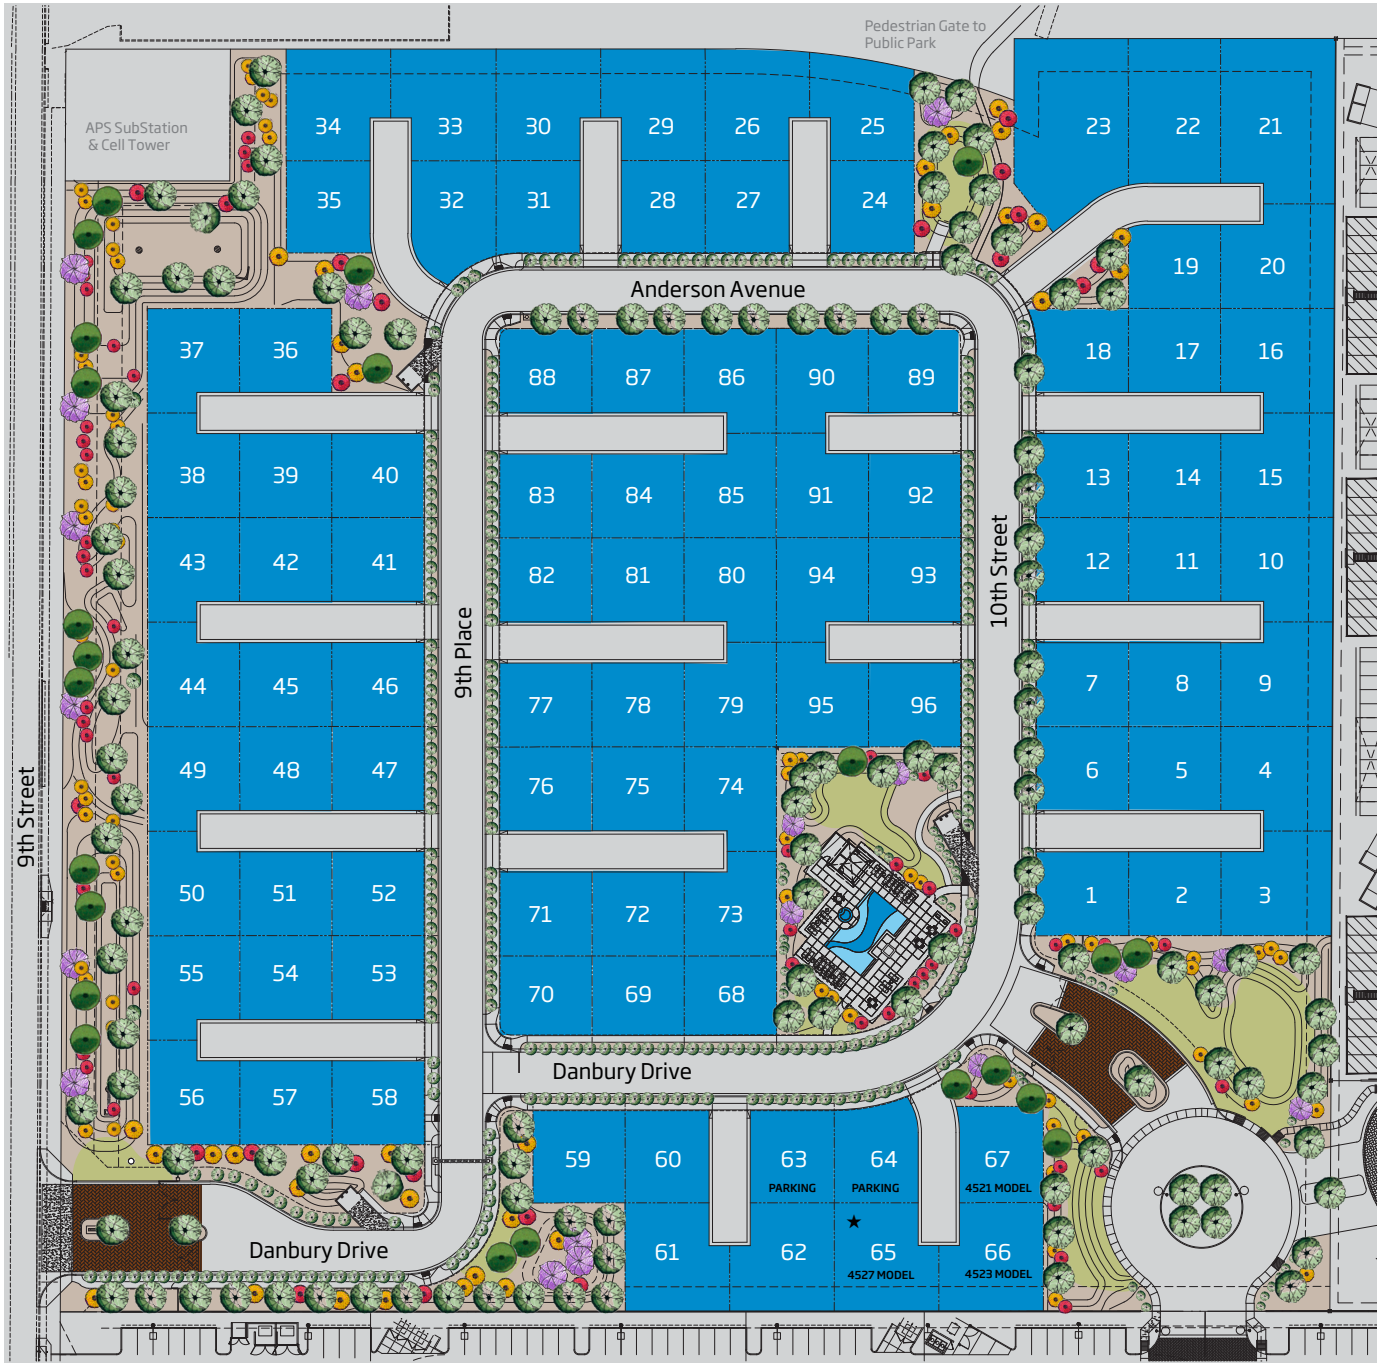 Pedestrian Gate to
Public Park
APS SubStation
& Cell Tower
34 33 30 29 26 25 23 22 21
35 32 31 28 27 24
19 20
Anderson Avenue
37 36 18 17 16
88 87 86 90 89
38 39 40 13 14 15
83 84 85 91 92
43 42 41 12 11 10
82 81 80 94 93
10th Street
9th Place
44 45 46 7 8 9
77 78 79 95 96
49 48 47 6 5 4
76 75 74
9th Street
50 51 52 1 2 3
71 72 73
55 54 53
70 69 68
Danbury Drive
56 57 58
59 60 63 64 67
PARKING PARKING 4521 MODEL
★
Danbury Drive
61 62 65 66
4527 MODEL 4523 MODEL